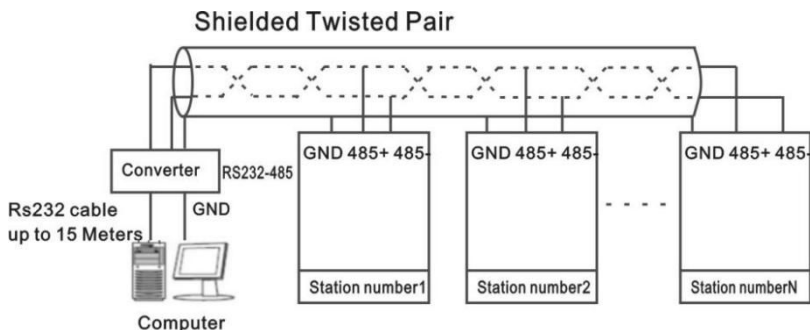 Shielded Twisted Pair
GND 485+ 485-
GND 485+ 485-
GND 485+ 485-
Converter
RS232-485
Rs232 cable
up to 15 Meters
GND
Station number1
Station number2
Station numberN
Computer